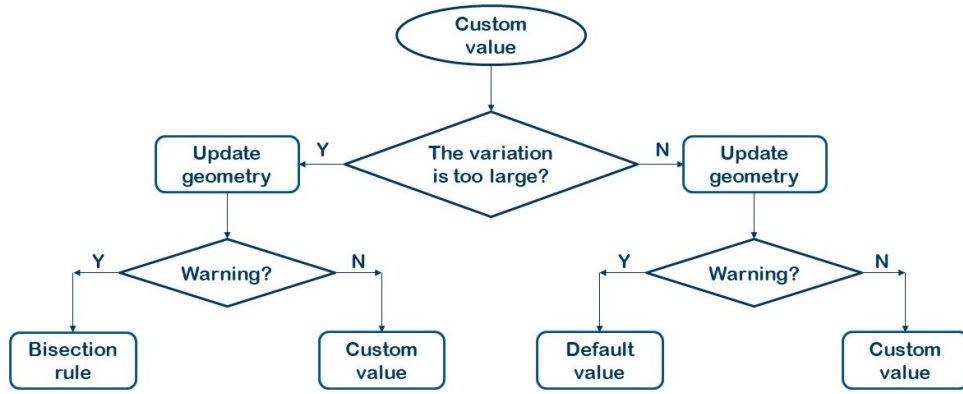 Custom
value
The variation
is too large?
Y
N
Update
geometry
Update
geometry
Warning?
Y
N
Warning?
Y
N
Bisection
rule
Custom
value
Default
value
Custom
value